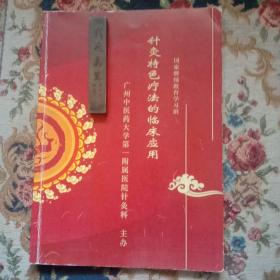 国家继续教育学习班
针灸特色疗法的临床应用
广州中医药大学第一附属医院针灸科 主办